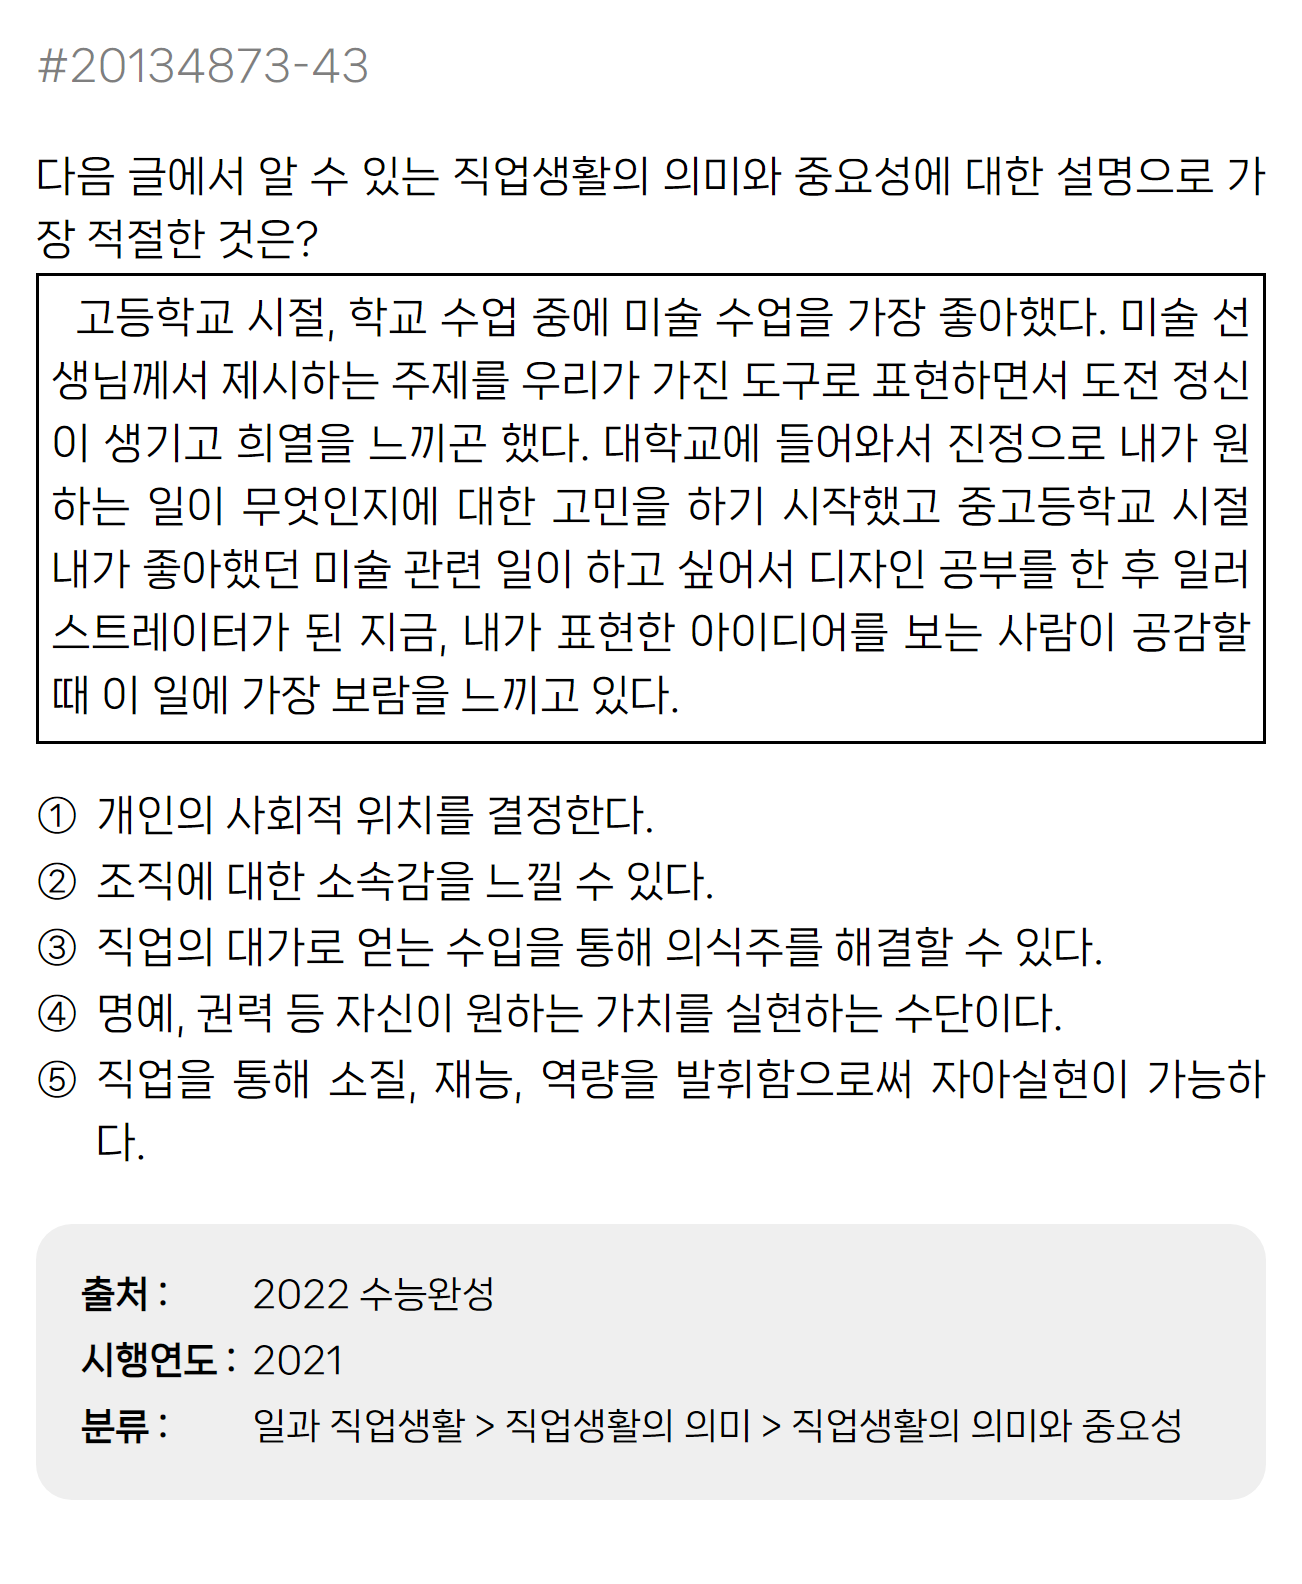 #20134873-43
다음 글에서 알 수 있는 직업생활의 의미와 중요성에 대한 설명으로 가
장 적절한 것은?
고등학교 시절, 학교 수업 중에 미술 수업을 가장 좋아했다. 미술 선
생님께서 제시하는 주제를 우리가 가진 도구로 표현하면서 도전 정신
이 생기고 희열을 느끼곤 했다. 대학교에 들어와서 진정으로 내가 원
하는 일이 무엇인지에 대한 고민을 하기 시작했고 중고등학교 시절
내가 좋아했던 미술 관련 일이 하고 싶어서 디자인 공부를 한 후 일러
스트레이터가 된 지금, 내가 표현한 아이디어를 보는 사람이 공감할
때 이 일에 가장 보람을 느끼고 있다.
① 개인의 사회적 위치를 결정한다.
② 조직에 대한 소속감을 느낄 수 있다.
③ 직업의 대가로 얻는 수입을 통해 의식주를 해결할 수 있다.
④ 명예, 권력 등 자신이 원하는 가치를 실현하는 수단이다.
⑤ 직업을 통해 소질, 재능, 역량을 발휘함으로써 자아실현이 가능하
다.
출처 : 2022 수능완성
시행연도 : 2021
분류 : 일과 직업생활 > 직업생활의 의미 > 직업생활의 의미와 중요성